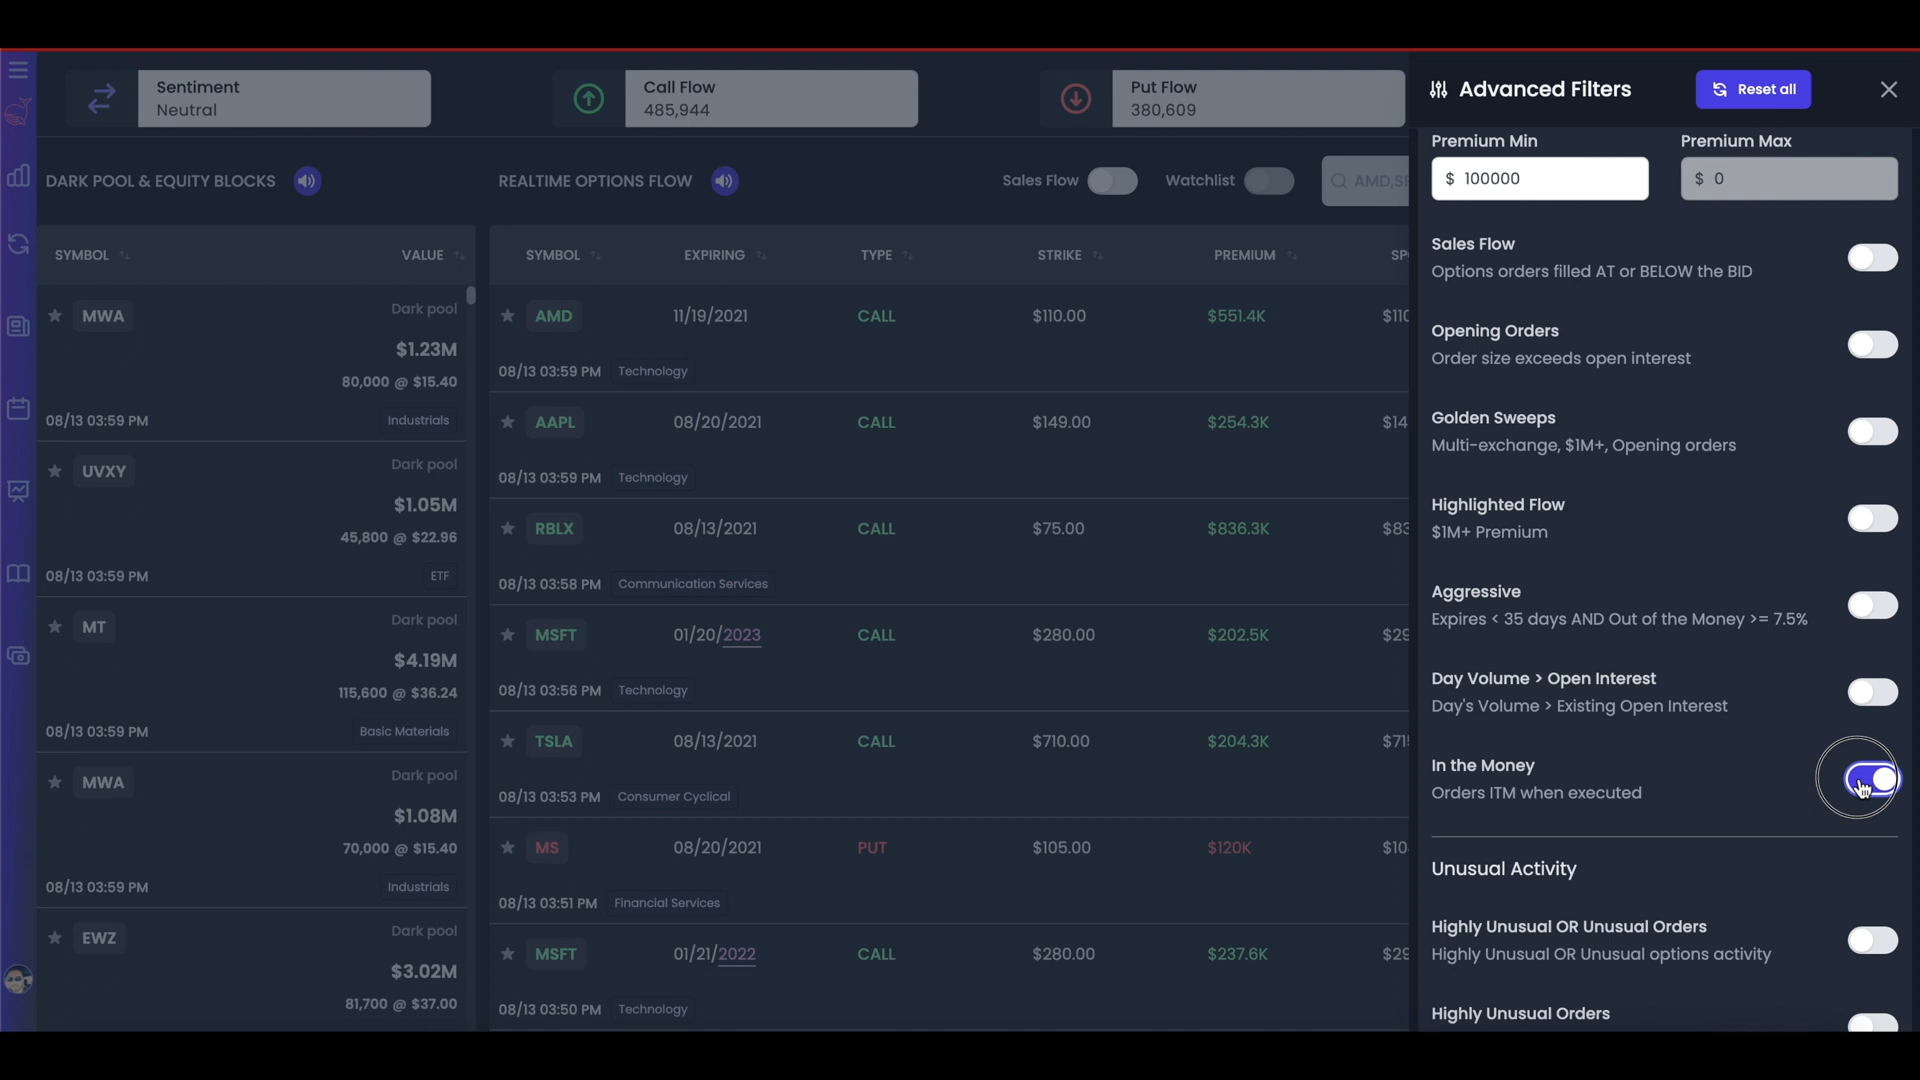 Sentiment
Neutral
Call Flow
485,944
Put Flow
380,609
Advanced Filters
Reset all
DARK POOL & EQUITY BLOCKS
REALTIME OPTIONS FLOW
Sales Flow
Watchlist
AMD,SP
SYMBOL
VALUE
MWA
Dark pool
$1.23M
80,000 @ $15.40
08/13 03:59 PM
Industrials
UVXY
Dark pool
$1.05M
45,800 @ $22.96
08/13 03:59 PM
ETF
MT
Dark pool
$4.19M
115,600 @ $36.24
08/13 03:59 PM
Basic Materials
MWA
Dark pool
$1.08M
70,000 @ $15.40
08/13 03:59 PM
Industrials
EWZ
Dark pool
$3.02M
81,700 @ $37.00
SYMBOL EXPIRING TYPE STRIKE PREMIUM SP
AMD 11/19/2021 CALL $110.00 $551.4K $110
08/13 03:59 PM Technology
AAPL 08/20/2021 CALL $149.00 $254.3K $14
08/13 03:59 PM Technology
RBLX 08/13/2021 CALL $75.00 $836.3K $83
08/13 03:58 PM Communication Services
MSFT 01/20/2023 CALL $280.00 $202.5K $29
08/13 03:56 PM Technology
TSLA 08/13/2021 CALL $710.00 $204.3K $71
08/13 03:53 PM Consumer Cyclical
MS 08/20/2021 PUT $105.00 $120K $10
08/13 03:51 PM Financial Services
MSFT 01/21/2022 CALL $280.00 $237.6K $29
08/13 03:50 PM Technology
Premium Min
$ 100000
Premium Max
$ 0
Sales Flow
Options orders filled AT or BELOW the BID
Opening Orders
Order size exceeds open interest
Golden Sweeps
Multi-exchange, $1M+, Opening orders
Highlighted Flow
$1M+ Premium
Aggressive
Expires < 35 days AND Out of the Money >= 7.5%
Day Volume > Open Interest
Day's Volume > Existing Open Interest
In the Money
Orders ITM when executed
Unusual Activity
Highly Unusual OR Unusual Orders
Highly Unusual OR Unusual options activity
Highly Unusual Orders